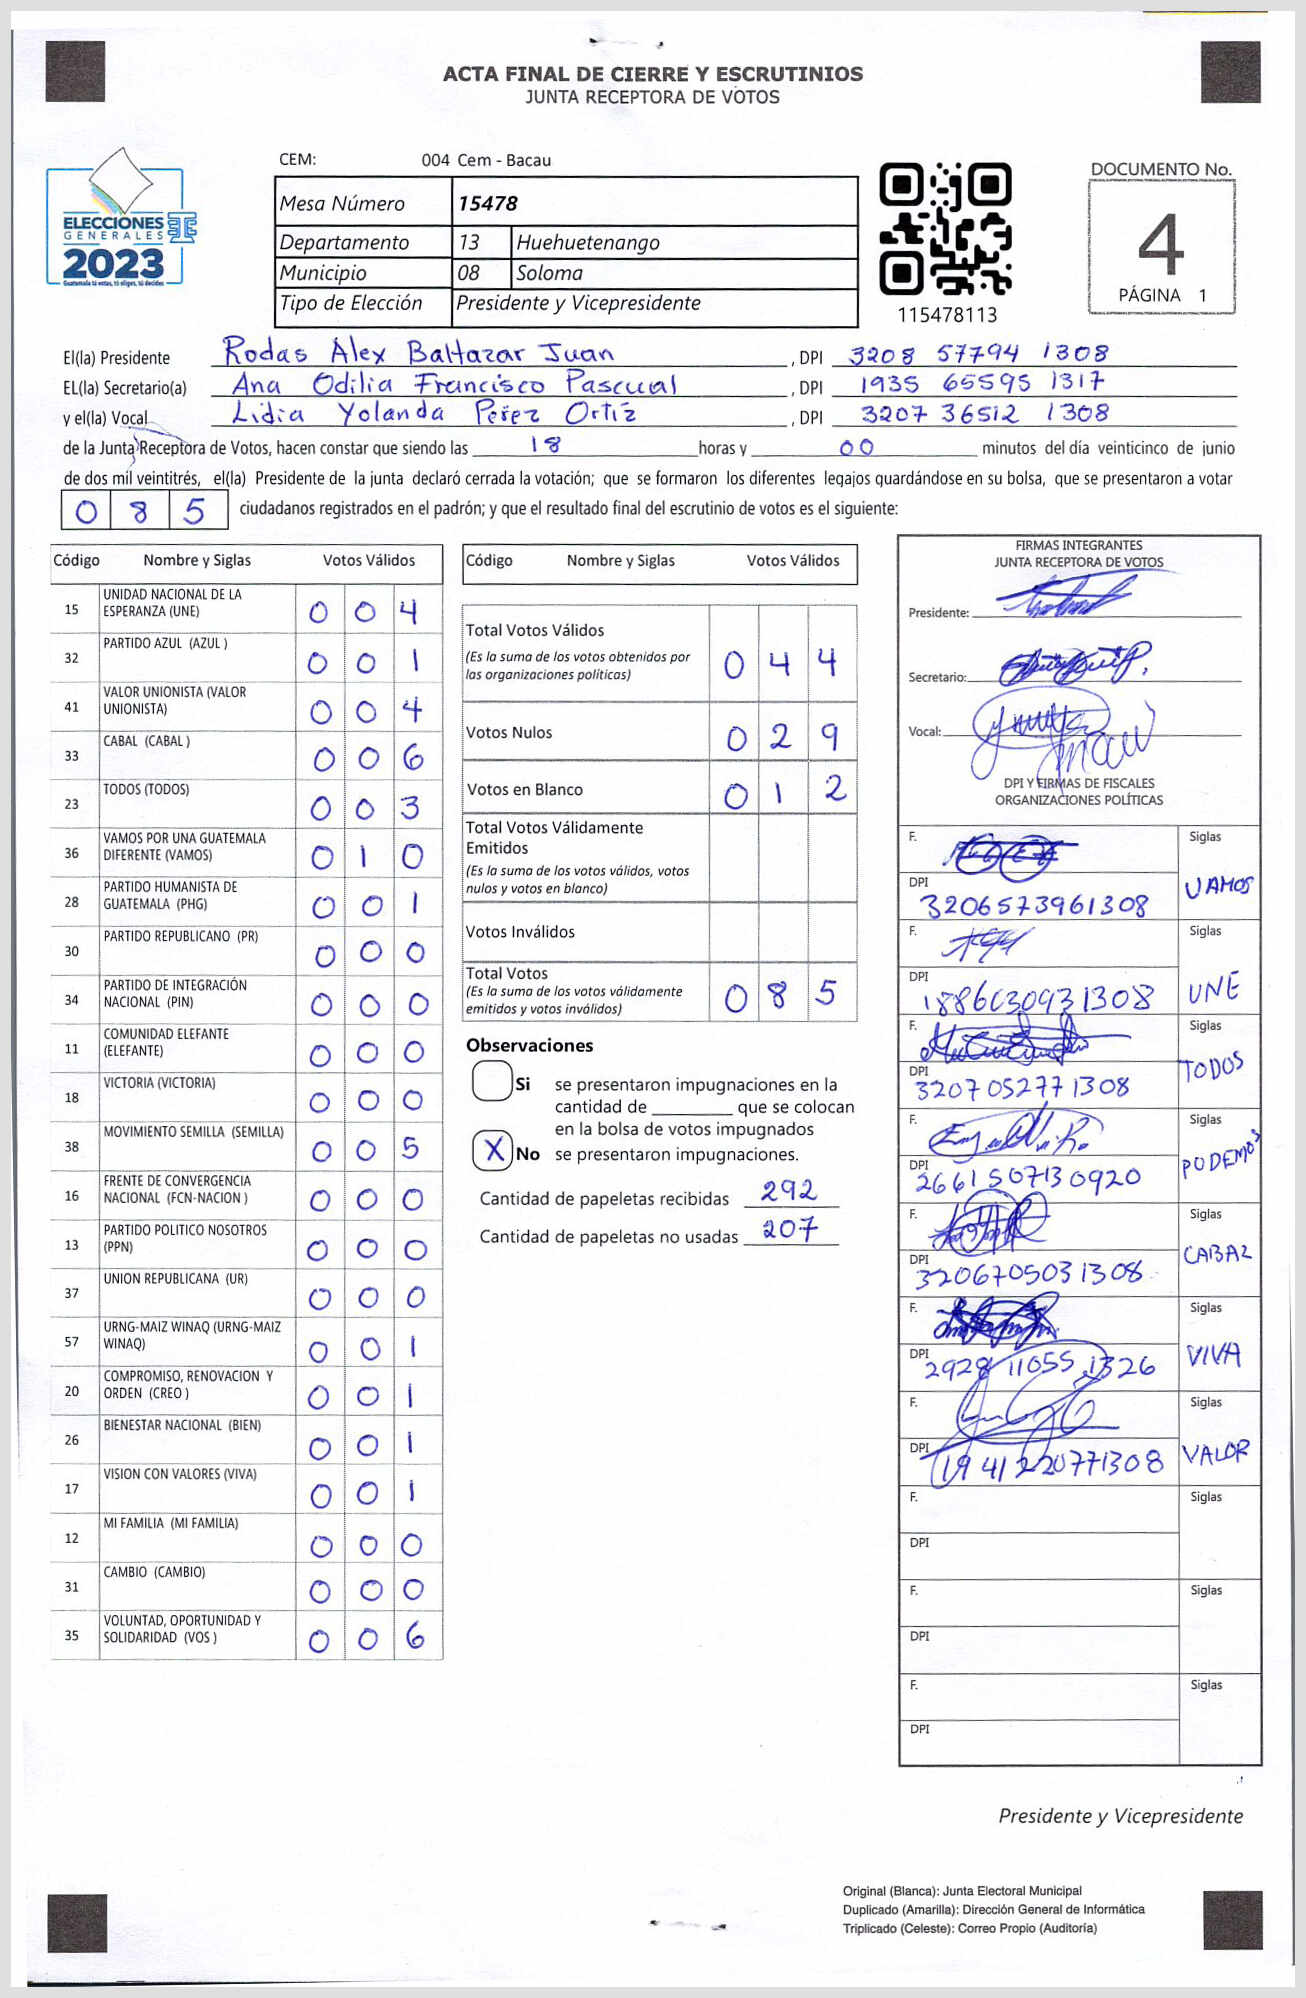 ACTA FINAL DE CIERRE Y ESCRUTINIOS
JUNTA RECEPTORA DE VOTOS
ELECCIONES
GENERALES
2023
Guatemala tú votas, tú eliges, tú decides
CEM: 004 Cem - Bacau
Mesa Número 15478
Departamento 13 Huehuetenango
Municipio 08 Soloma
Tipo de Elección Presidente y Vicepresidente
115478113
DOCUMENTO No.
4
PÁGINA 1
El(la) Presidente Rodas Alex Baltazar Juan , DPI 3208 57794 1308
EL(la) Secretario(a) Ana Odilia Francisco Pascual , DPI 1935 65595 1317
y el(la) Vocal Lidia Yolanda Pérez Ortíz , DPI 3207 36512 1308
de la Junta Receptora de Votos, hacen constar que siendo las 18 horas y 00 minutos del día veinticinco de junio
de dos mil veintitrés, el(la) Presidente de la junta declaró cerrada la votación; que se formaron los diferentes legajos guardándose en su bolsa, que se presentaron a votar
0 8 5 ciudadanos registrados en el padrón; y que el resultado final del escrutinio de votos es el siguiente:
Código Nombre y Siglas Votos Válidos
15 UNIDAD NACIONAL DE LA
ESPERANZA (UNE) 0 0 4
32 PARTIDO AZUL (AZUL ) 0 0 1
41 VALOR UNIONISTA (VALOR
UNIONISTA) 0 0 4
33 CABAL (CABAL ) 0 0 6
23 TODOS (TODOS) 0 0 3
36 VAMOS POR UNA GUATEMALA
DIFERENTE (VAMOS) 0 1 0
28 PARTIDO HUMANISTA DE
GUATEMALA (PHG) 0 0 1
30 PARTIDO REPUBLICANO (PR) 0 0 0
34 PARTIDO DE INTEGRACIÓN
NACIONAL (PIN) 0 0 0
11 COMUNIDAD ELEFANTE
(ELEFANTE) 0 0 0
18 VICTORIA (VICTORIA) 0 0 0
38 MOVIMIENTO SEMILLA (SEMILLA) 0 0 5
16 FRENTE DE CONVERGENCIA
NACIONAL (FCN-NACION ) 0 0 0
13 PARTIDO POLITICO NOSOTROS
(PPN) 0 0 0
37 UNION REPUBLICANA (UR) 0 0 0
57 URNG-MAIZ WINAQ (URNG-MAIZ
WINAQ) 0 0 1
20 COMPROMISO, RENOVACION Y
ORDEN (CREO ) 0 0 1
26 BIENESTAR NACIONAL (BIEN) 0 0 1
17 VISION CON VALORES (VIVA) 0 0 1
12 MI FAMILIA (MI FAMILIA) 0 0 0
31 CAMBIO (CAMBIO) 0 0 0
35 VOLUNTAD, OPORTUNIDAD Y
SOLIDARIDAD (VOS ) 0 0 6
Código Nombre y Siglas Votos Válidos
Total Votos Válidos
(Es la suma de los votos obtenidos por
las organizaciones políticas) 0 4 4
Votos Nulos 0 2 9
Votos en Blanco 0 1 2
Total Votos Válidamente
Emitidos
(Es la suma de los votos válidos, votos
nulos y votos en blanco)
Votos Inválidos
Total Votos
(Es la suma de los votos válidamente
emitidos y votos inválidos) 0 8 5
Observaciones
Si se presentaron impugnaciones en la
cantidad de ________ que se colocan
en la bolsa de votos impugnados
X No se presentaron impugnaciones.
Cantidad de papeletas recibidas 292
Cantidad de papeletas no usadas 207
FIRMAS INTEGRANTES
JUNTA RECEPTORA DE VOTOS
Presidente:
Secretario:
Vocal:
DPI Y FIRMAS DE FISCALES
ORGANIZACIONES POLÍTICAS
F. Siglas
DPI 3206573961308 VAMOS
F. Siglas
DPI 1886030931308 UNE
F. Siglas
DPI 3207052771308 TODOS
F. Siglas
DPI 2661507130920 PODEMOS
F. Siglas
DPI 3206705031308 CABAL
F. Siglas
DPI 2928 11055 1326 VIVA
F. Siglas
DPI 1941220771308 VALOR
F. Siglas
DPI
F. Siglas
DPI
F. Siglas
DPI
Presidente y Vicepresidente
Original (Blanca): Junta Electoral Municipal
Duplicado (Amarilla): Dirección General de Informática
Triplicado (Celeste): Correo Propio (Auditoría)